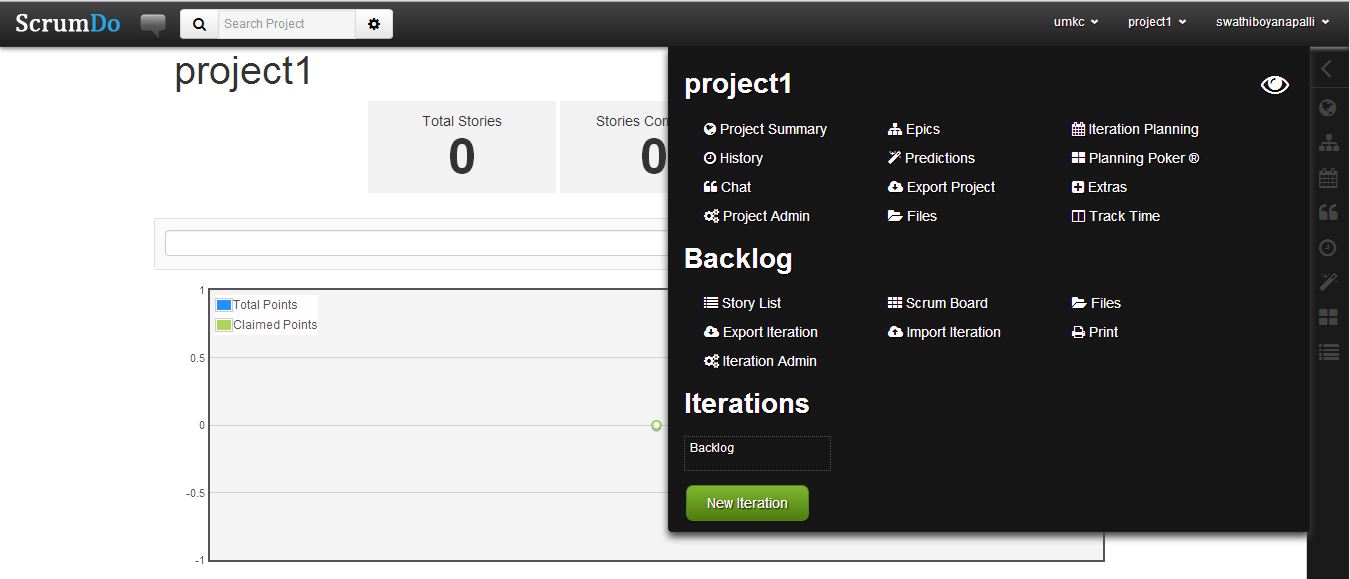 ScrumDo
Search Project
umkc
project1
swathiboyanapalli
project1
Total Stories
0
Stories Com
0
1
Total Points
Claimed Points
0.5
0
-0.5
-1
project1
Project Summary
Epics
Iteration Planning
History
Predictions
Planning Poker ®
Chat
Export Project
Extras
Project Admin
Files
Track Time
Backlog
Story List
Scrum Board
Files
Export Iteration
Import Iteration
Print
Iteration Admin
Iterations
Backlog
New Iteration